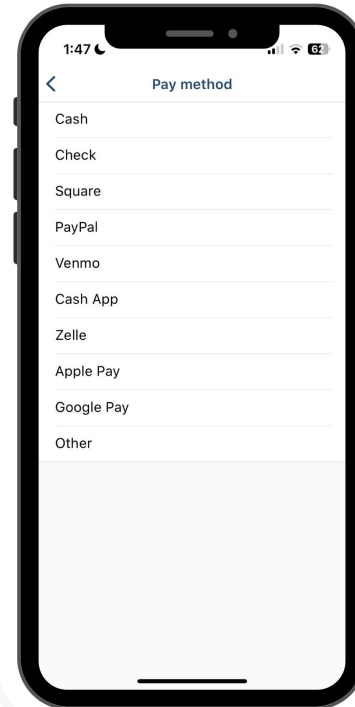 1:47
62
Pay method
Cash
Check
Square
PayPal
Venmo
Cash App
Zelle
Apple Pay
Google Pay
Other